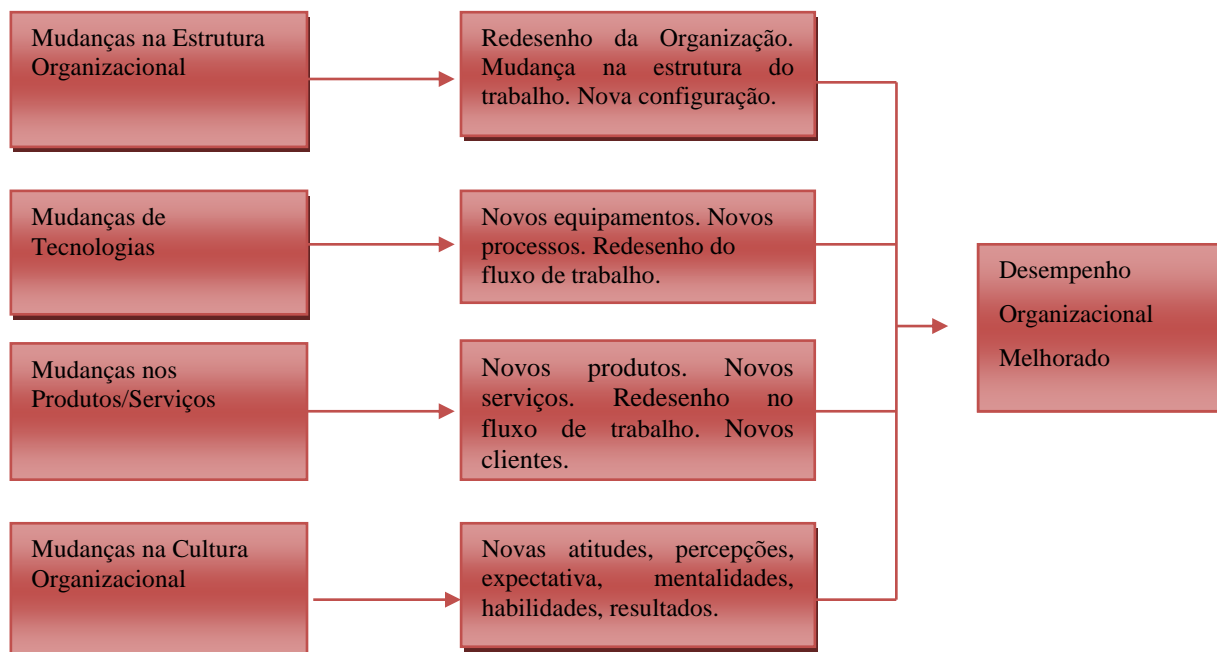 Mudanças na Estrutura
Organizacional
Redesenho da Organização.
Mudança na estrutura do
trabalho. Nova configuração.
Mudanças de
Tecnologias
Novos equipamentos. Novos
processos. Redesenho do
fluxo de trabalho.
Mudanças nos
Produtos/Serviços
Novos produtos. Novos
serviços. Redesenho no
fluxo de trabalho. Novos
clientes.
Mudanças na Cultura
Organizacional
Novas atitudes, percepções,
expectativa, mentalidades,
habilidades, resultados.
Desempenho
Organizacional
Melhorado